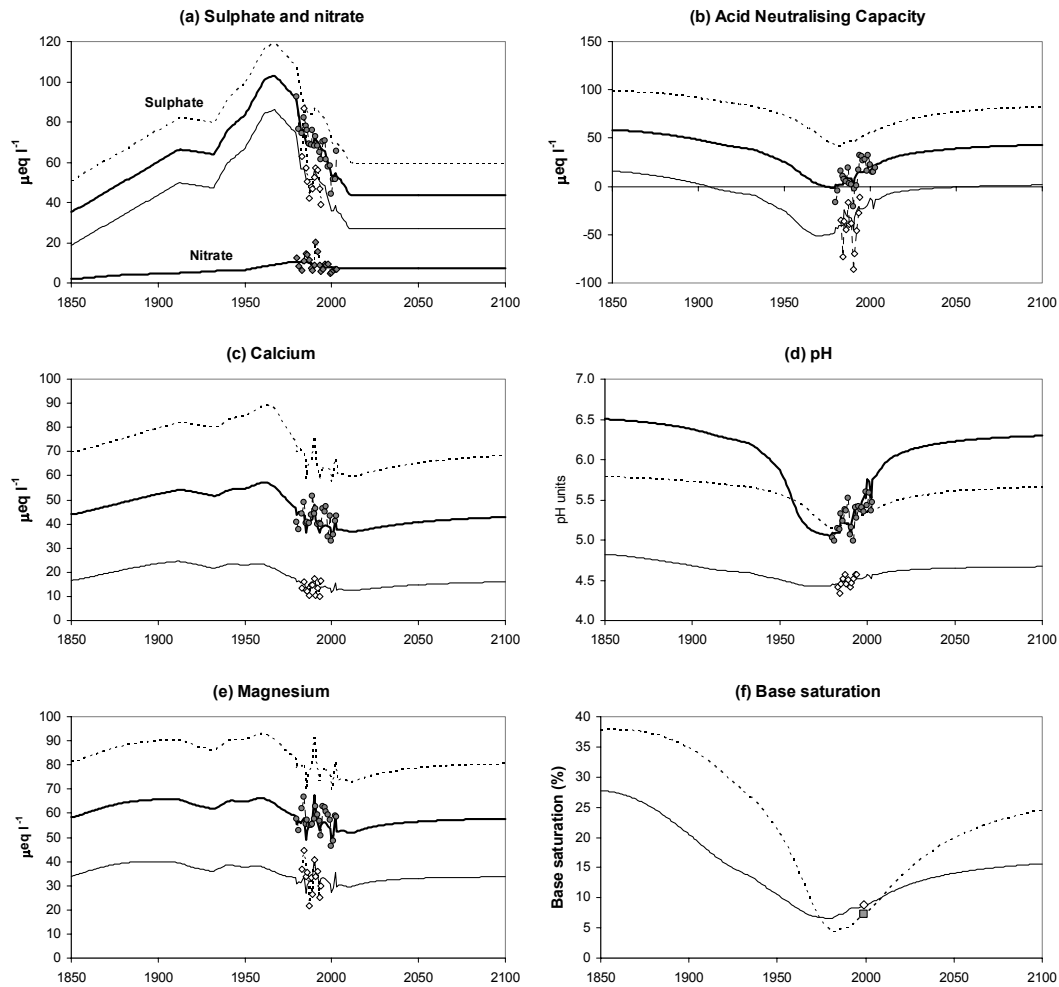 (a) Sulphate and nitrate
µeq l⁻¹
120
100
80
60
40
20
0
Sulphate
Nitrate
1850 1900 1950 2000 2050 2100
(b) Acid Neutralising Capacity
µeq l⁻¹
150
100
50
0
-50
-100
1850 1900 1950 2000 2050 2100
(c) Calcium
µeq l⁻¹
100
90
80
70
60
50
40
30
20
10
0
1850 1900 1950 2000 2050 2100
(d) pH
pH units
7.0
6.5
6.0
5.5
5.0
4.5
4.0
1850 1900 1950 2000 2050 2100
(e) Magnesium
µeq l⁻¹
100
90
80
70
60
50
40
30
20
10
0
1850 1900 1950 2000 2050 2100
(f) Base saturation
Base saturation (%)
40
35
30
25
20
15
10
5
0
1850 1900 1950 2000 2050 2100